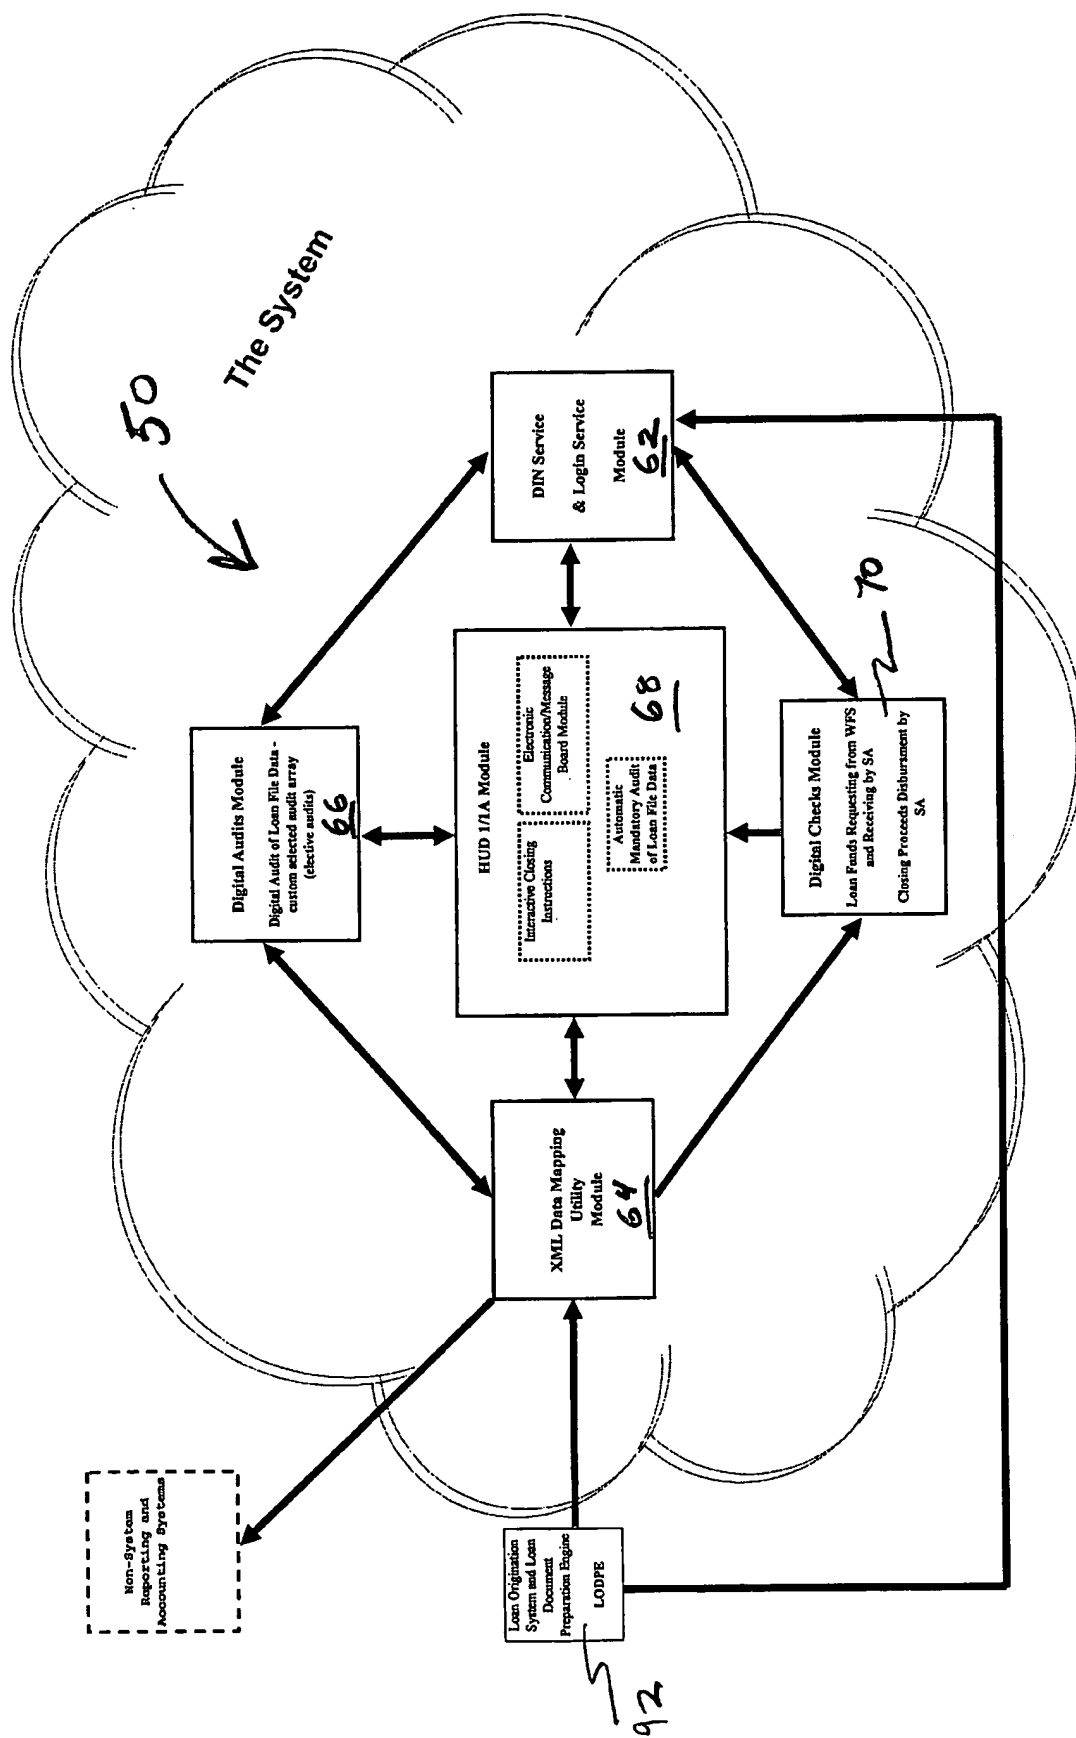 The System
50
Non-System
Reporting and
Accounting Systems
Digital Audits Module
Digital Audit of Loan File Data -
custom selected audit array
(elective audits)
66
Loan Origination
System and Loan
Document
Preparation Engine
LODPE
92
XML Data Mapping
Utility
Module
64
HUD 1/1A Module
Interactive Closing
Instructions
Electronic
Communication/Message
Board Module
Automatic
Mandatory Audit
of Loan File Data
68
DIN Service
& Login Service
Module
62
Digital Checks Module
Loan Funds Requesting from WFS
and Receiving by SA
Closing Proceeds Disbursment by
SA
70